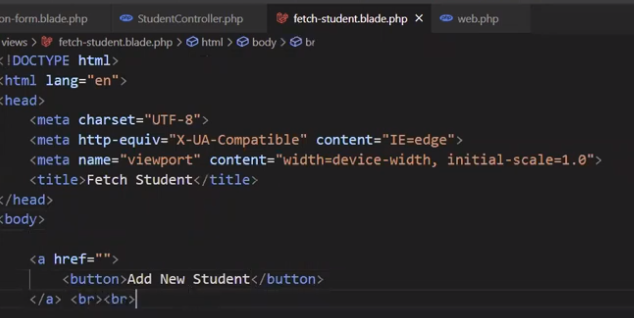 on-form.blade.php StudentController.php fetch-student.blade.php × web.php
views > fetch-student.blade.php > html > body > br
<!DOCTYPE html>
<html lang="en">
<head>
    <meta charset="UTF-8">
    <meta http-equiv="X-UA-Compatible" content="IE=edge">
    <meta name="viewport" content="width=device-width, initial-scale=1.0">
    <title>Fetch Student</title>
</head>
<body>
    <a href="">
        <button>Add New Student</button>
    </a> <br><br>